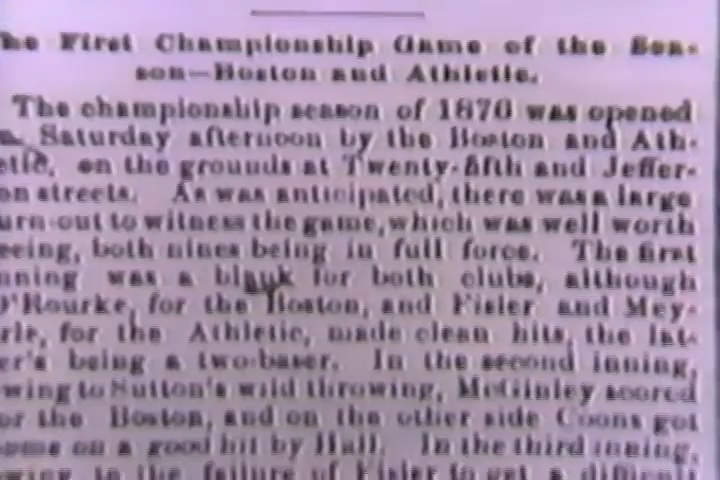 he First Championship Game of the Sea-
son—Boston and Athletic.
The championship season of 1876 was opened
n Saturday afternoon by the Boston and Ath-
etic, on the grounds at Twenty-fifth and Jeffer-
on streets. As was anticipated, there was a large
urn-out to witness the game, which was well worth
eeing, both nines being in full force. The first
nning was a blank for both clubs, although
O'Rourke, for the Boston, and Fisler and Mey-
rle, for the Athletic, made clean hits, the lat-
er's being a two-baser. In the second inning,
wing to Sutton's wild throwing, McGinley scored
or the Boston, and on the other side Coons got
ome on a good hit by Hall. In the third inning,
owing to the failure of Fisler to get a difficult